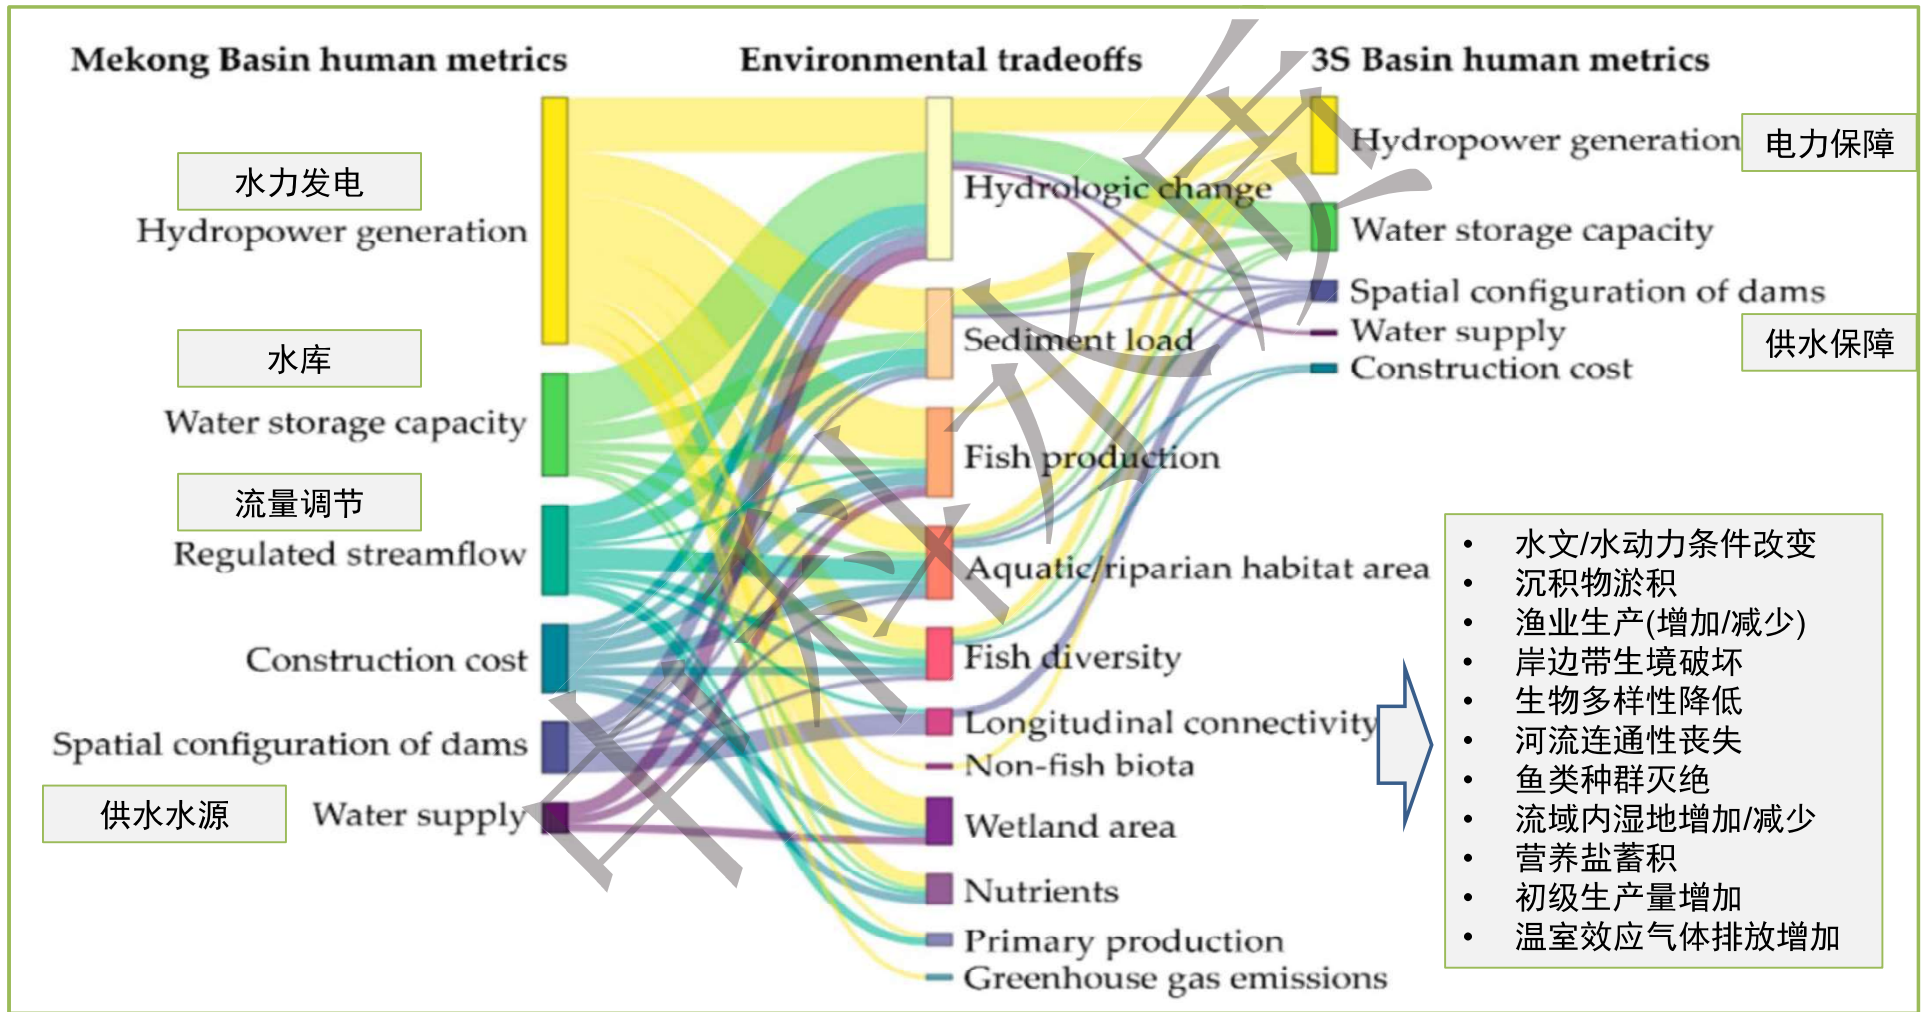 Mekong Basin human metrics
Environmental tradeoffs
3S Basin human metrics
水力发电
Hydropower generation
水库
Water storage capacity
流量调节
Regulated streamflow
Construction cost
Spatial configuration of dams
供水水源
Water supply
Hydrologic change
Sediment load
Fish production
Aquatic/riparian habitat area
Fish diversity
Longitudinal connectivity
Non-fish biota
Wetland area
Nutrients
Primary production
Greenhouse gas emissions
Hydropower generation
电力保障
Water storage capacity
Spatial configuration of dams
Water supply
供水保障
Construction cost
• 水文/水动力条件改变
• 沉积物淤积
• 渔业生产(增加/减少)
• 岸边带生境破坏
• 生物多样性降低
• 河流连通性丧失
• 鱼类种群灭绝
• 流域内湿地增加/减少
• 营养盐蓄积
• 初级生产量增加
• 温室效应气体排放增加